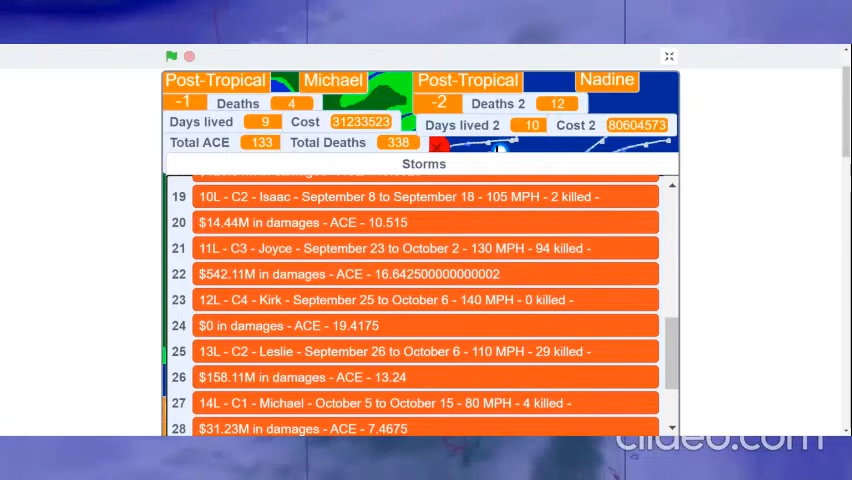 Post-Tropical Michael Post-Tropical Nadine
-1 Deaths 4 -2 Deaths 2 12
Days lived 9 Cost 31233523 Days lived 2 10 Cost 2 80604573
Total ACE 133 Total Deaths 338
Storms
19 10L - C2 - Isaac - September 8 to September 18 - 105 MPH - 2 killed -
20 $14.44M in damages - ACE - 10.515
21 11L - C3 - Joyce - September 23 to October 2 - 130 MPH - 94 killed -
22 $542.11M in damages - ACE - 16.642500000000002
23 12L - C4 - Kirk - September 25 to October 6 - 140 MPH - 0 killed -
24 $0 in damages - ACE - 19.4175
25 13L - C2 - Leslie - September 26 to October 6 - 110 MPH - 29 killed -
26 $158.11M in damages - ACE - 13.24
27 14L - C1 - Michael - October 5 to October 15 - 80 MPH - 4 killed -
28 $31.23M in damages - ACE - 7.4675
clideo.com